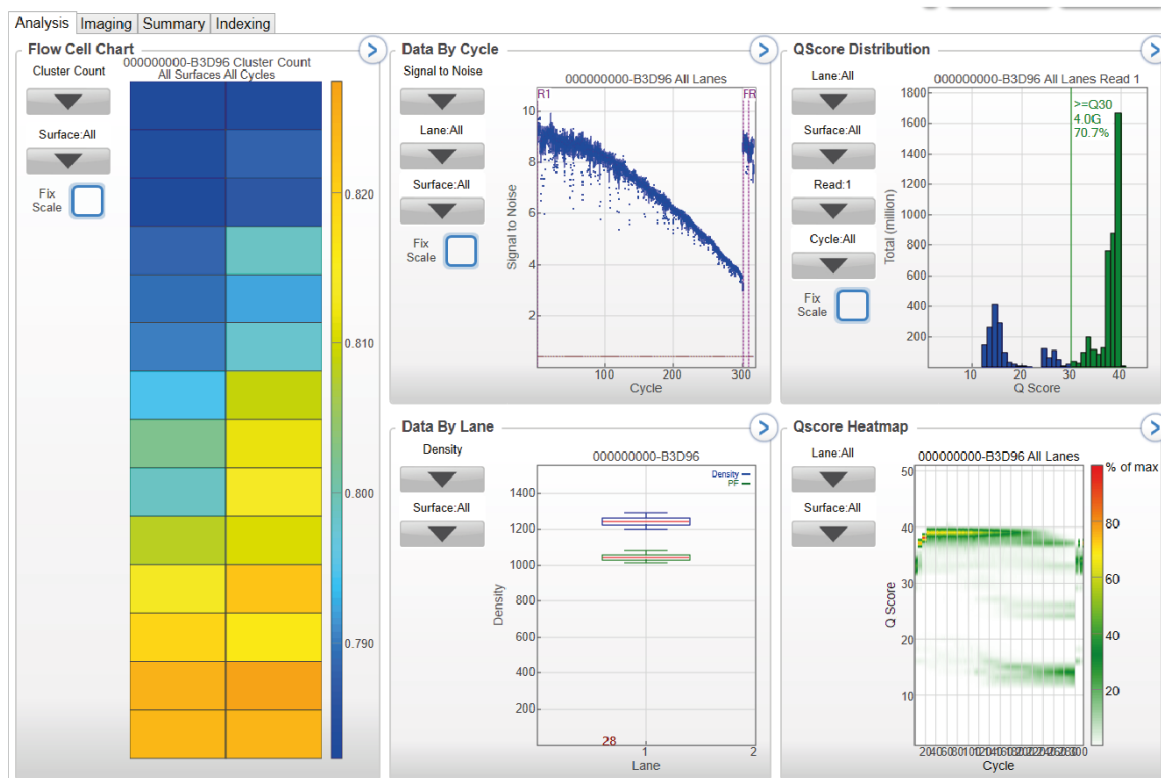 Analysis Imaging Summary Indexing
Flow Cell Chart
Cluster Count
Surface:All
Fix
Scale
000000000-B3D96 Cluster Count
All Surfaces All Cycles
0.820
0.810
0.800
0.790
Data By Cycle
Signal to Noise
Lane:All
Surface:All
Fix
Scale
000000000-B3D96 All Lanes
R1 FR
Signal to Noise
10
8
6
4
2
100 200 300
Cycle
QScore Distribution
Lane:All
Surface:All
Read:1
Cycle:All
Fix
Scale
000000000-B3D96 All Lanes Read 1
>=Q30
4.0G
70.7%
Total (million)
1800
1600
1400
1200
1000
800
600
400
200
10 20 30 40
Q Score
Data By Lane
Density
Surface:All
000000000-B3D96
Density
PF
Density
1400
1200
1000
800
600
400
200
28
1 2
Lane
Qscore Heatmap
Lane:All
Surface:All
000000000-B3D96 All Lanes
Q Score
50
40
30
20
10
% of max
80
60
40
20
Cycle